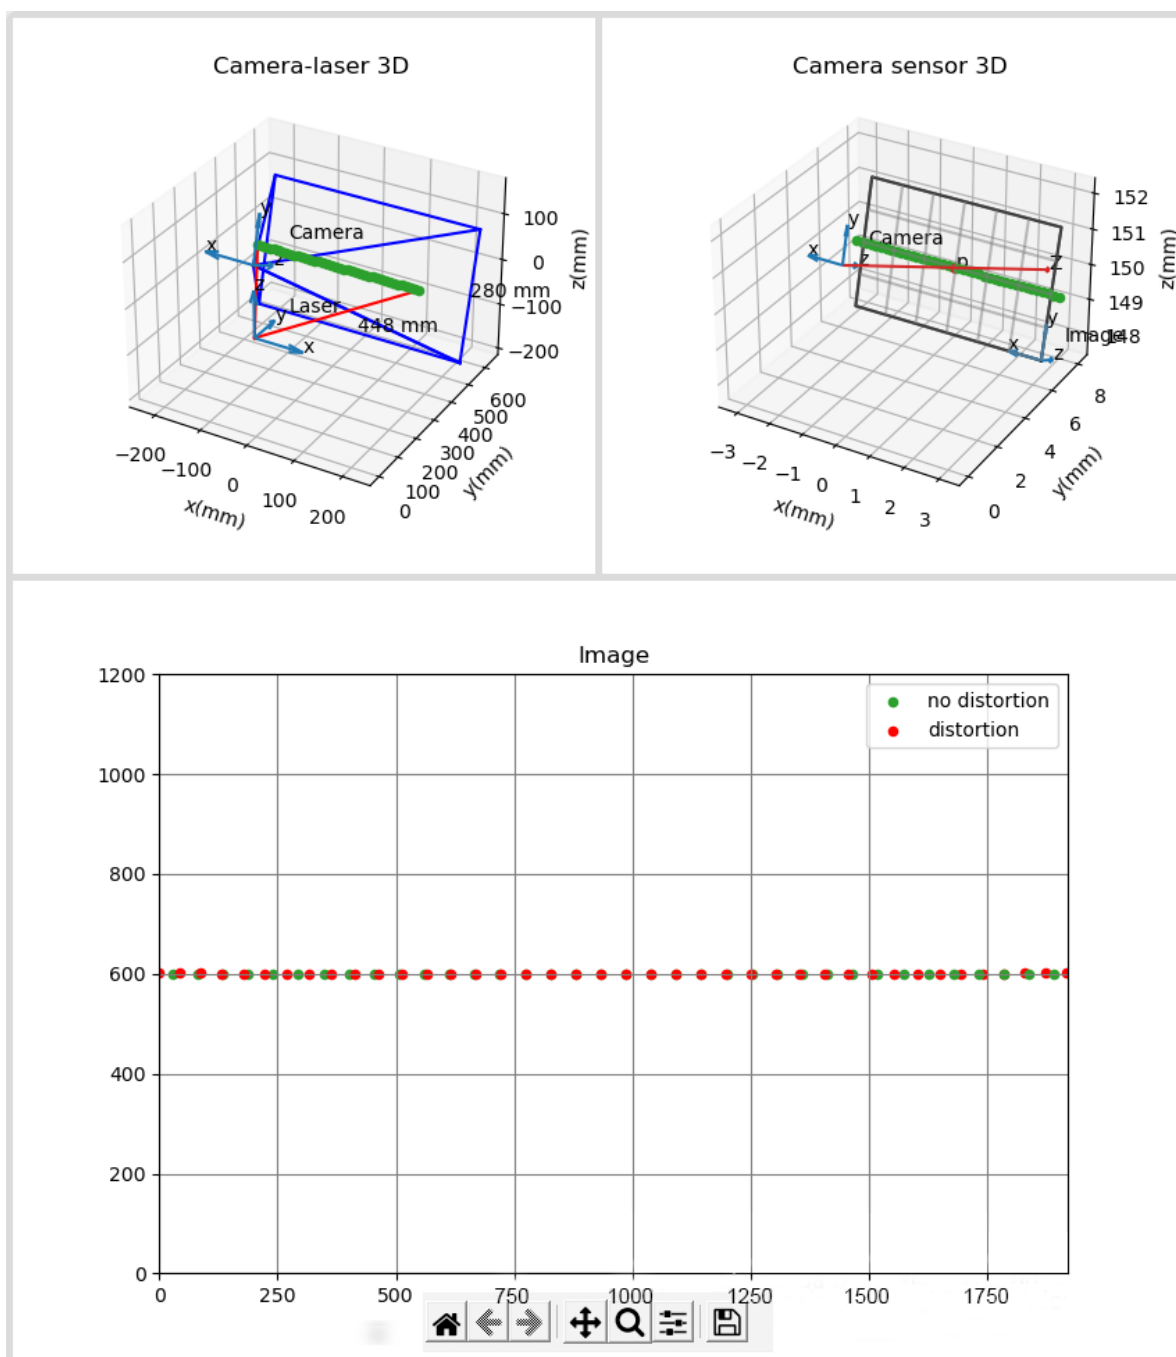 Camera-laser 3D
y
x
Camera
z
z
Laser
y
x
280 mm
448 mm
100
0
−100
−200
z(mm)
600
500
400
300
200
100
0
y(mm)
−200
−100
0
100
200
x(mm)
Camera sensor 3D
y
x
Camera
z
p
Z
y
Image
x
z
152
151
150
149
148
z(mm)
8
6
4
2
0
y(mm)
−3
−2
−1
0
1
2
3
x(mm)
Image
no distortion
distortion
1200
1000
800
600
400
200
0
0 250 500 750 1000 1250 1500 1750